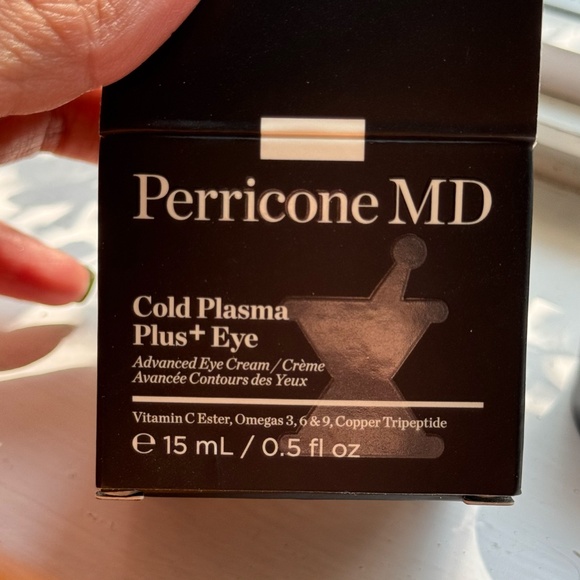 Perricone MD
Cold Plasma
Plus+ Eye
Advanced Eye Cream / Crème
Avancée Contours des Yeux
Vitamin C Ester, Omegas 3, 6 & 9, Copper Tripeptide
℮ 15 mL / 0.5 fl oz